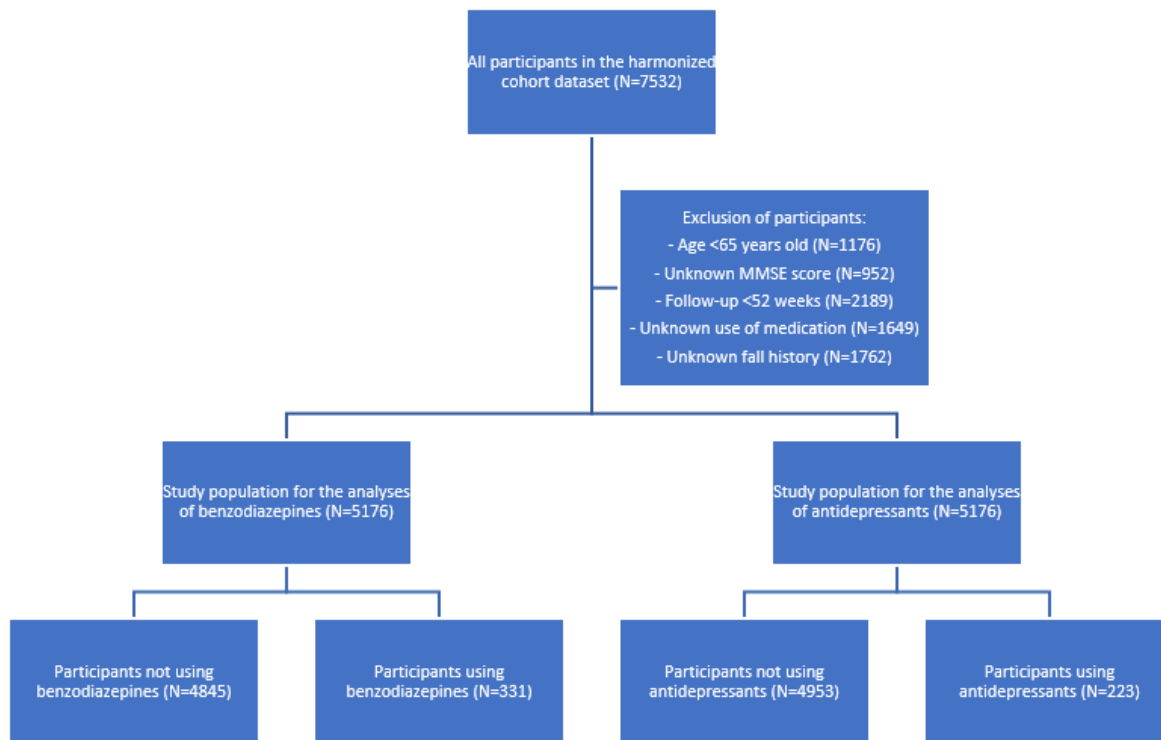 All participants in the harmonized
cohort dataset (N=7532)
Exclusion of participants:
- Age <65 years old (N=1176)
- Unknown MMSE score (N=952)
- Follow-up <52 weeks (N=2189)
- Unknown use of medication (N=1649)
- Unknown fall history (N=1762)
Study population for the analyses
of benzodiazepines (N=5176)
Study population for the analyses
of antidepressants (N=5176)
Participants not using
benzodiazepines (N=4845)
Participants using
benzodiazepines (N=331)
Participants not using
antidepressants (N=4953)
Participants using
antidepressants (N=223)